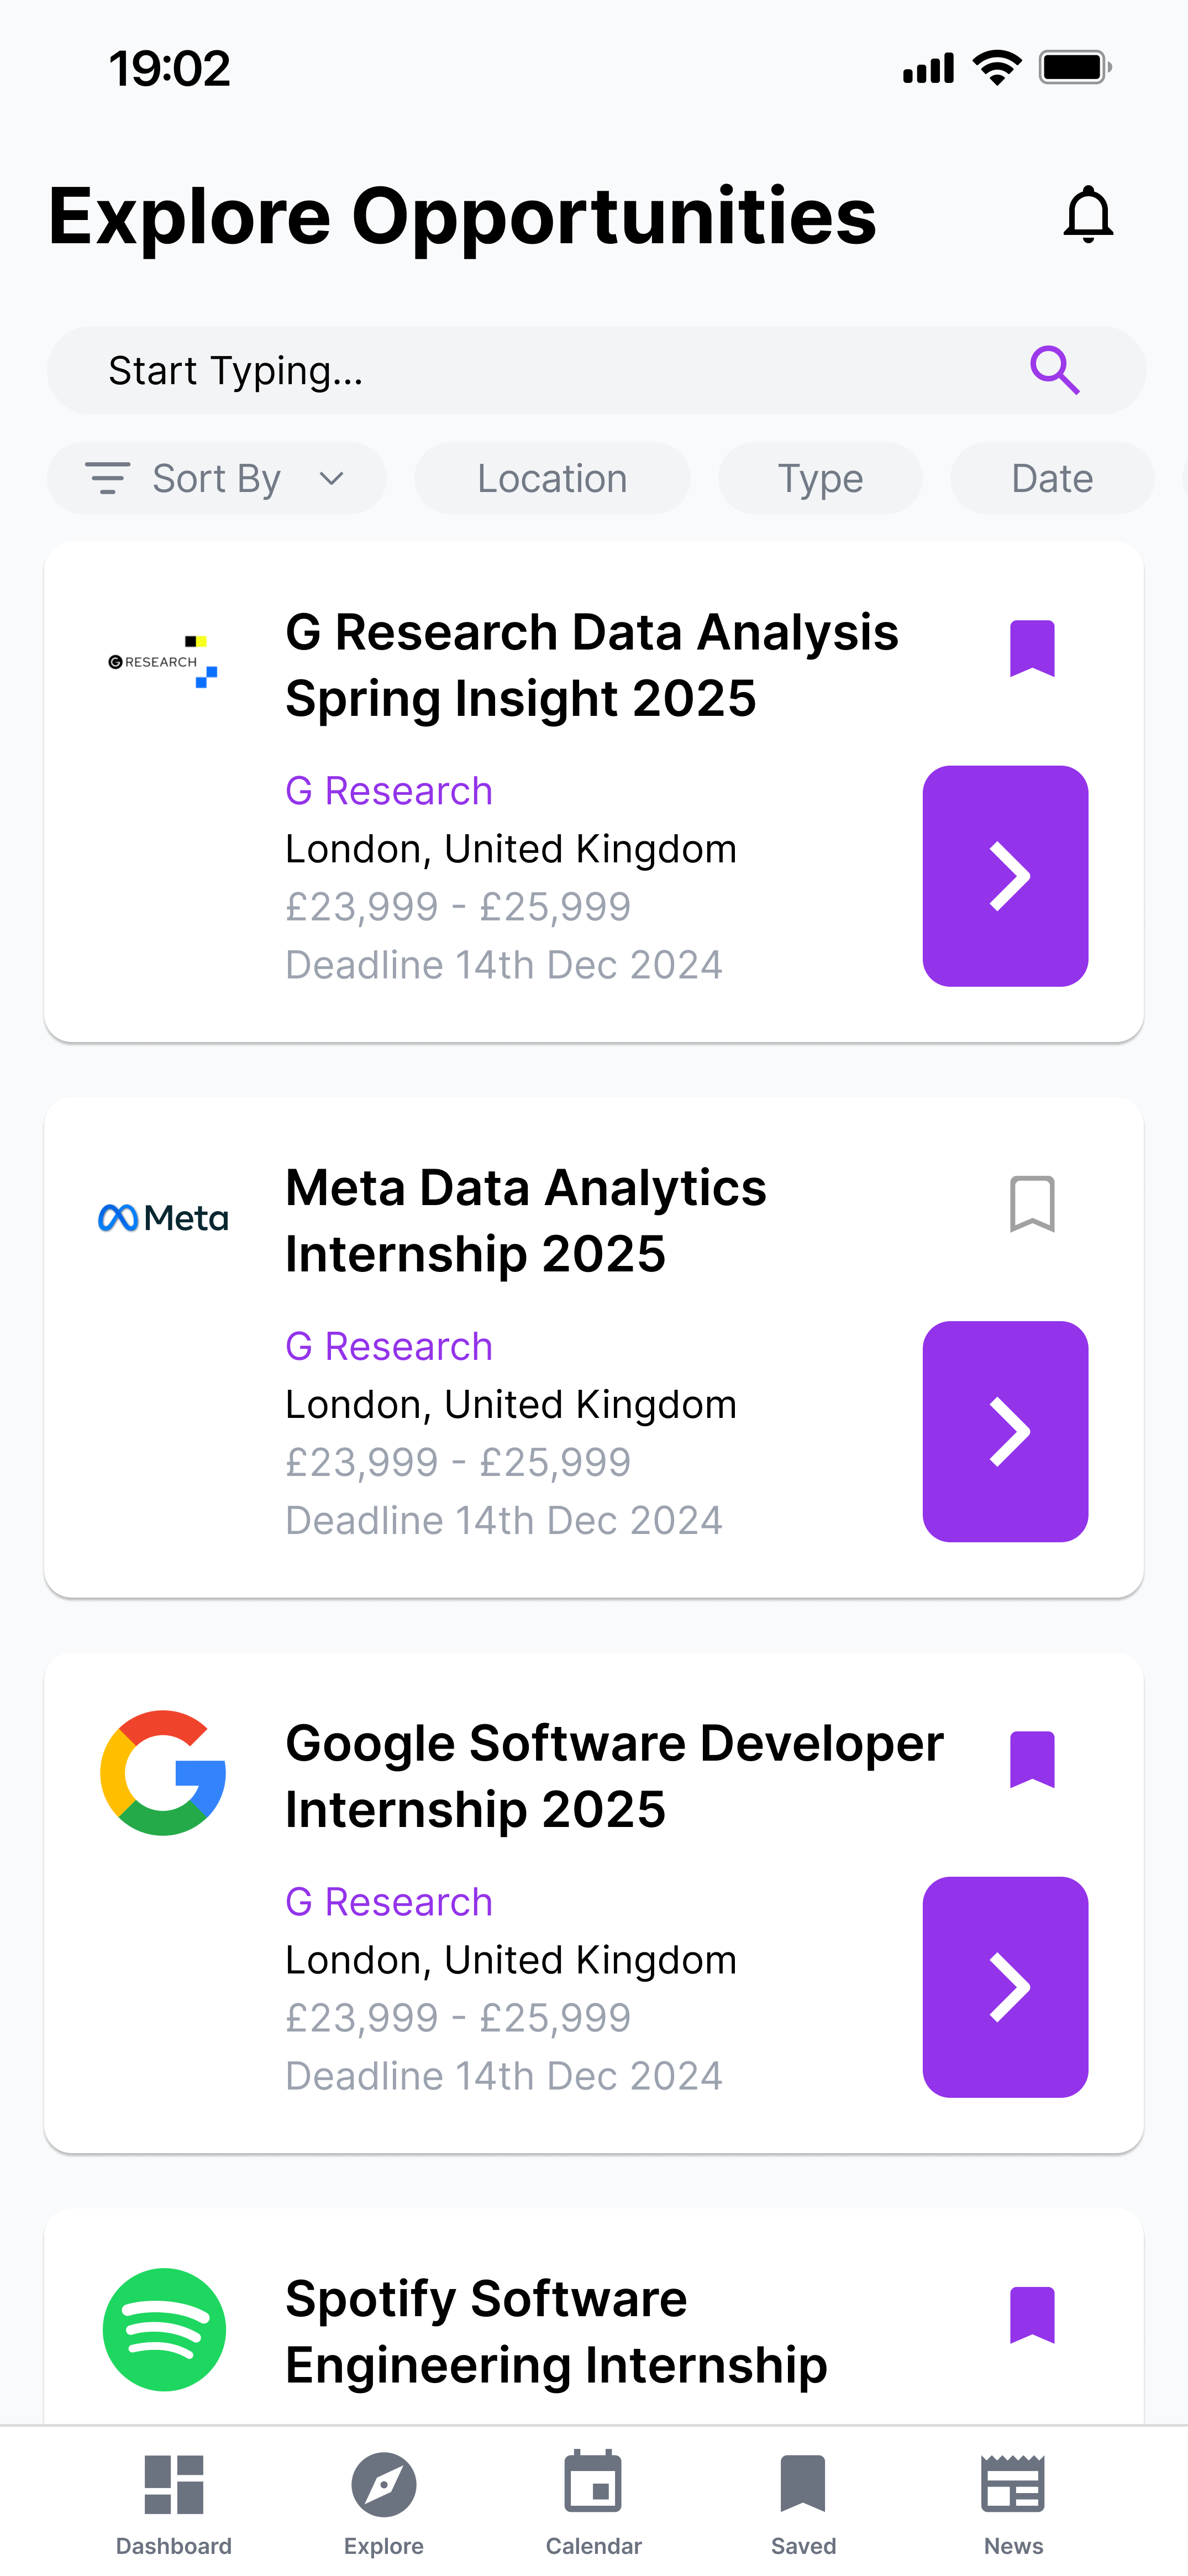 19:02
Explore Opportunities
Start Typing...
Sort By Location Type Date
G RESEARCH
G Research Data Analysis
Spring Insight 2025
G Research
London, United Kingdom
£23,999 - £25,999
Deadline 14th Dec 2024
Meta
Meta Data Analytics
Internship 2025
G Research
London, United Kingdom
£23,999 - £25,999
Deadline 14th Dec 2024
Google Software Developer
Internship 2025
G Research
London, United Kingdom
£23,999 - £25,999
Deadline 14th Dec 2024
Spotify Software
Engineering Internship
Dashboard Explore Calendar Saved News